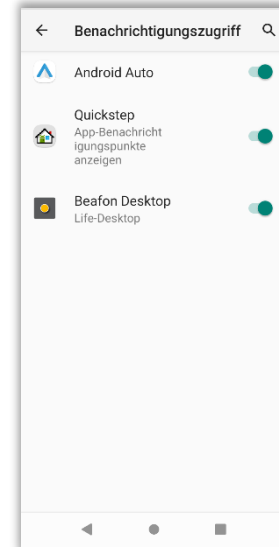 Benachrichtigungszugriff
Android Auto
Quickstep
App-Benachricht
igungspunkte
anzeigen
Beafon Desktop
Life-Desktop